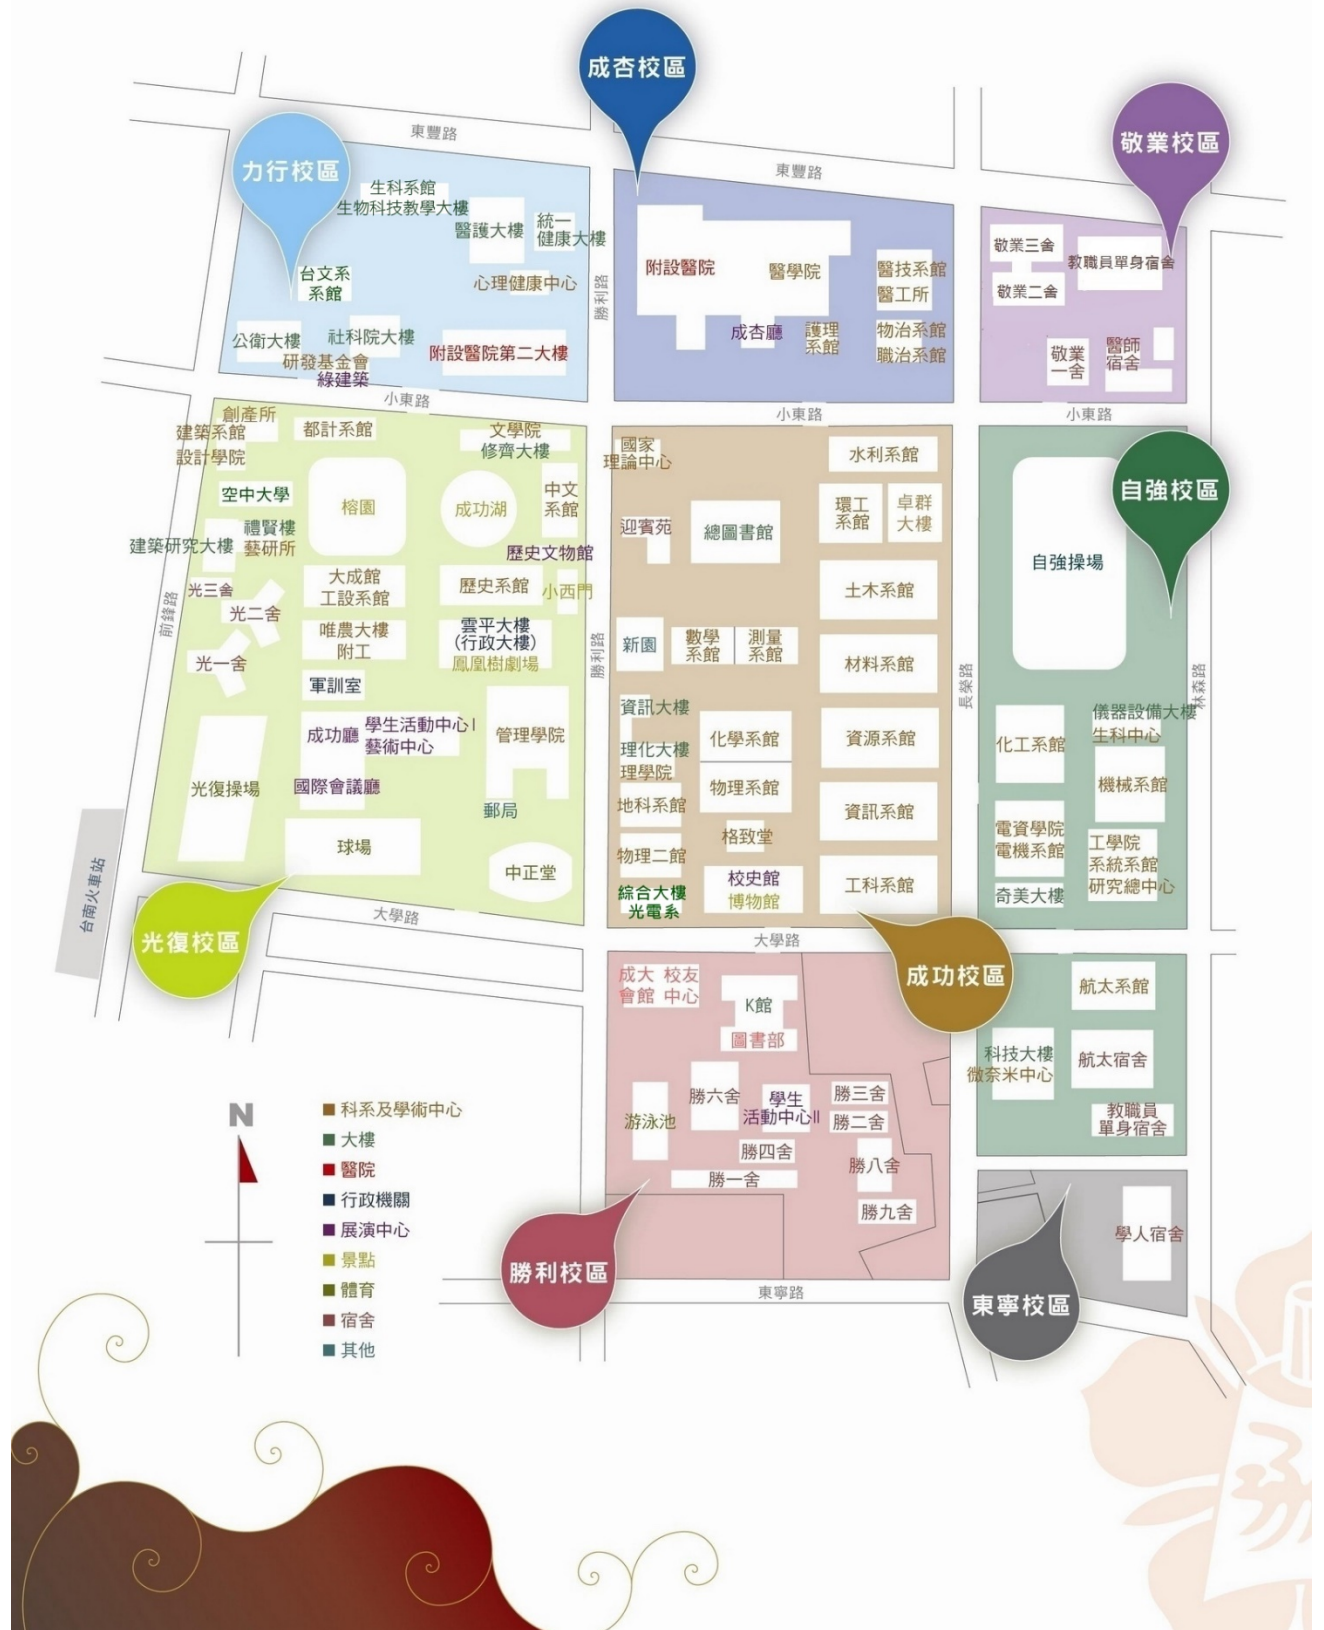 成杏校區
力行校區
敬業校區
東豐路
東豐路
生科系館
生物科技教學大樓
醫護大樓
統一
健康大樓
台文系
系館
心理健康中心
公衛大樓
社科院大樓
研發基金會
綠建築
附設醫院第二大樓
勝利路
附設醫院
醫學院
醫技系館
醫工所
成杏廳
護理
系館
物治系館
職治系館
敬業三舍
教職員單身宿舍
敬業二舍
敬業
一舍
醫師
宿舍
小東路
小東路
小東路
創產所
建築系館
設計學院
都計系館
文學院
修齊大樓
空中大學
榕園
成功湖
中文
系館
禮賢樓
建築研究大樓
藝研所
歷史文物館
光三舍
大成館
工設系館
歷史系館
小西門
前鋒路
光二舍
唯農大樓
附工
雲平大樓
(行政大樓)
鳳凰樹劇場
光一舍
軍訓室
成功廳
學生活動中心I
藝術中心
管理學院
光復操場
國際會議廳
郵局
球場
中正堂
台南火車站
光復校區
大學路
勝利路
國家
理論中心
水利系館
迎賓苑
總圖書館
環工
系館
卓群
大樓
土木系館
新園
數學
系館
測量
系館
材料系館
資訊大樓
理化大樓
理學院
化學系館
資源系館
地科系館
物理系館
資訊系館
物理二館
格致堂
綜合大樓
光電系
校史館
博物館
工科系館
大學路
成功校區
長榮路
自強校區
自強操場
林森路
化工系館
儀器設備大樓
生科中心
機械系館
電資學院
電機系館
工學院
系統系館
研究總中心
奇美大樓
航太系館
科技大樓
微奈米中心
航太宿舍
教職員
單身宿舍
成大
會館
校友
中心
K館
圖書部
勝六舍
學生
活動中心II
勝三舍
勝二舍
游泳池
勝四舍
勝一舍
勝八舍
勝九舍
勝利校區
東寧路
學人宿舍
東寧校區
N
科系及學術中心
大樓
醫院
行政機關
展演中心
景點
體育
宿舍
其他